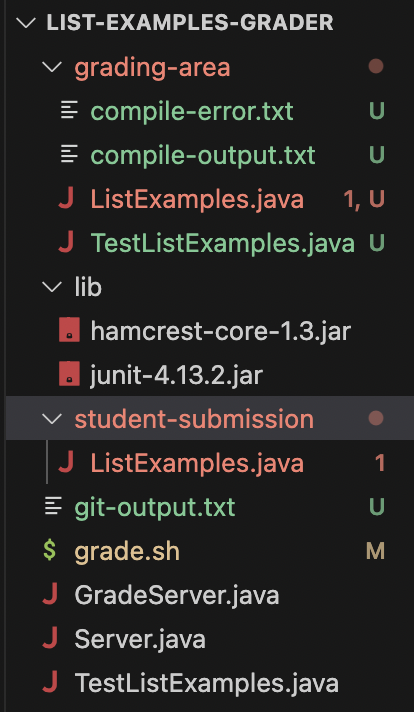 LIST-EXAMPLES-GRADER
grading-area
compile-error.txt U
compile-output.txt U
J ListExamples.java 1, U
J TestListExamples.java U
lib
hamcrest-core-1.3.jar
junit-4.13.2.jar
student-submission
J ListExamples.java 1
git-output.txt U
$ grade.sh M
J GradeServer.java
J Server.java
J TestListExamples.java